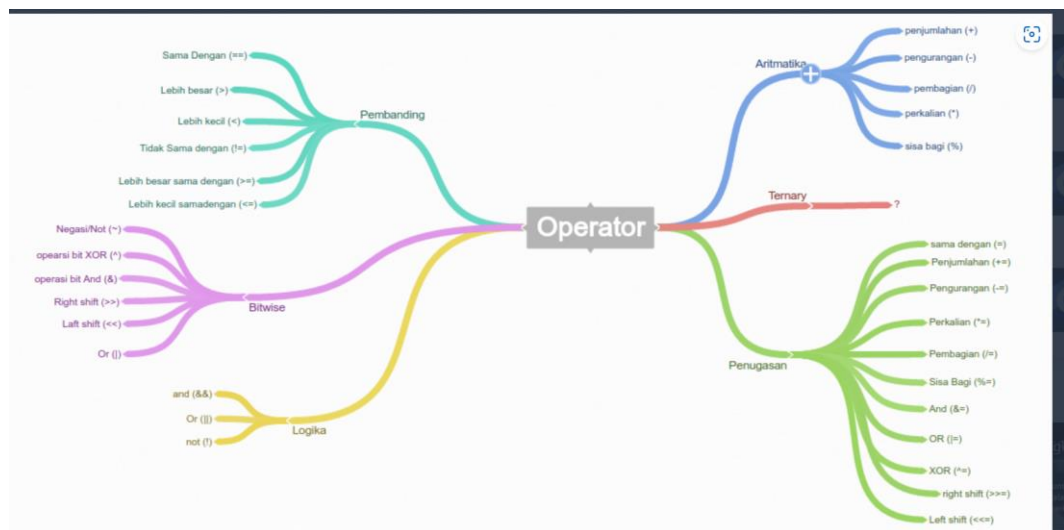 Operator
Pembanding
Sama Dengan (==)
Lebih besar (>)
Lebih kecil (<)
Tidak Sama dengan (!=)
Lebih besar sama dengan (>=)
Lebih kecil samadengan (<=)
Bitwise
Negasi/Not (~)
opearsi bit XOR (^)
operasi bit And (&)
Right shift (>>)
Laft shift (<<)
Or (|)
Logika
and (&&)
Or (||)
not (!)
Aritmatika
penjumlahan (+)
pengurangan (-)
pembagian (/)
perkalian (*)
sisa bagi (%)
Ternary
?
Penugasan
sama dengan (=)
Penjumlahan (+=)
Pengurangan (-=)
Perkalian (*=)
Pembagian (/=)
Sisa Bagi (%=)
And (&=)
OR (|=)
XOR (^=)
right shift (>>=)
Left shift (<<=)